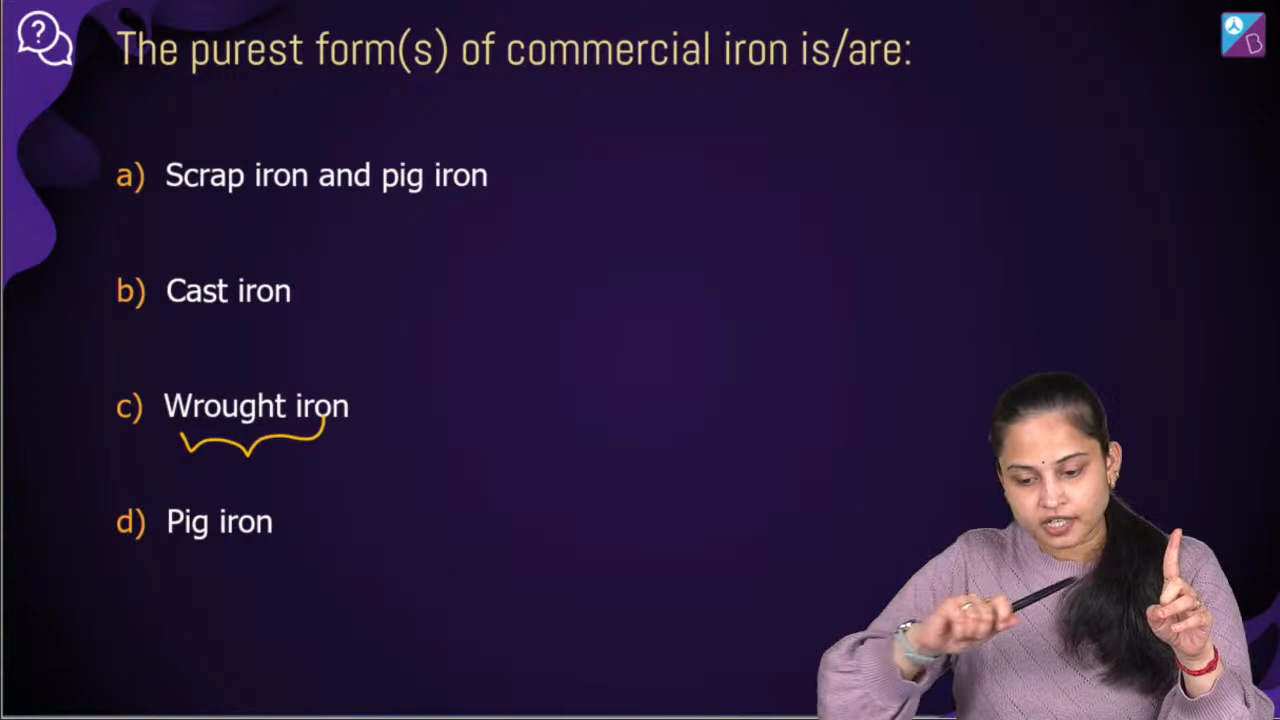 The purest form(s) of commercial iron is/are:
a) Scrap iron and pig iron
b) Cast iron
c) Wrought iron
d) Pig iron